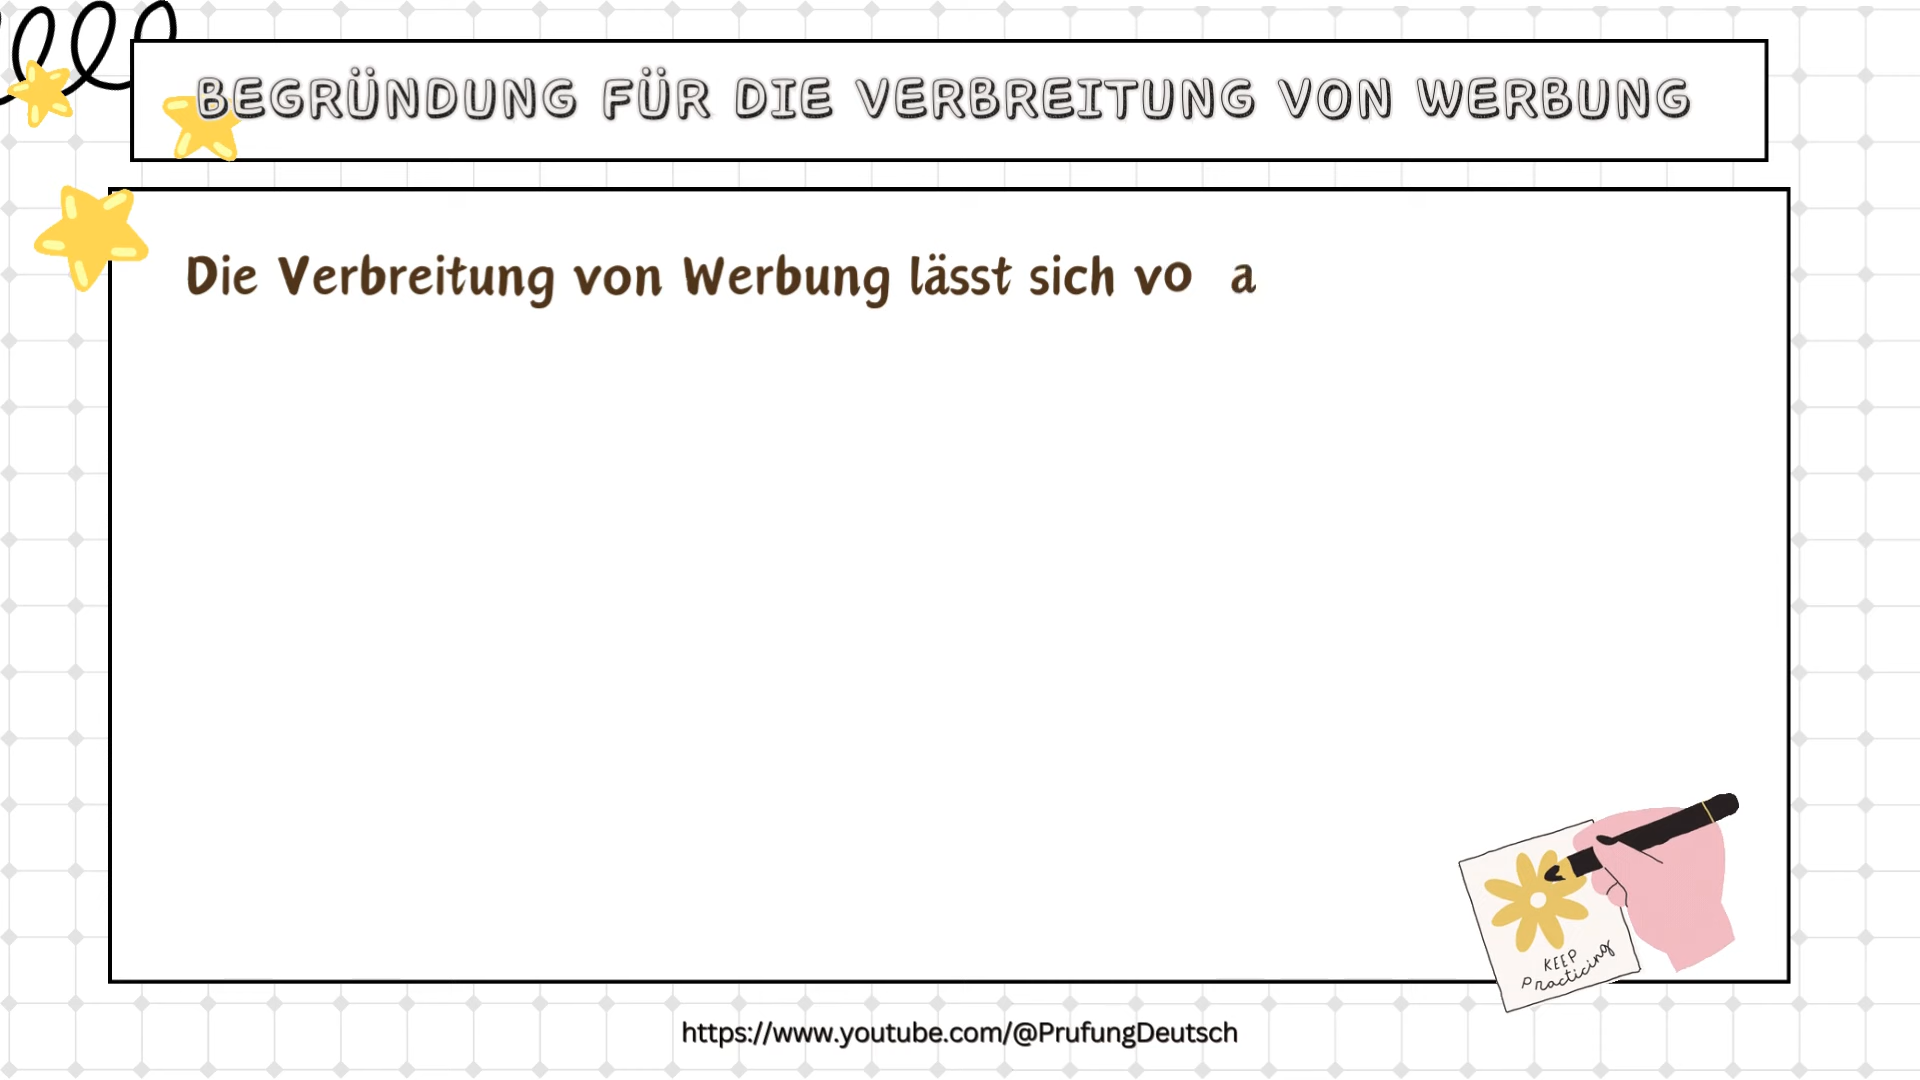 BEGRÜNDUNG FÜR DIE VERBREITUNG VON WERBUNG
Die Verbreitung von Werbung lässt sich vo a
KEEP
Practicing
https://www.youtube.com/@PrufungDeutsch